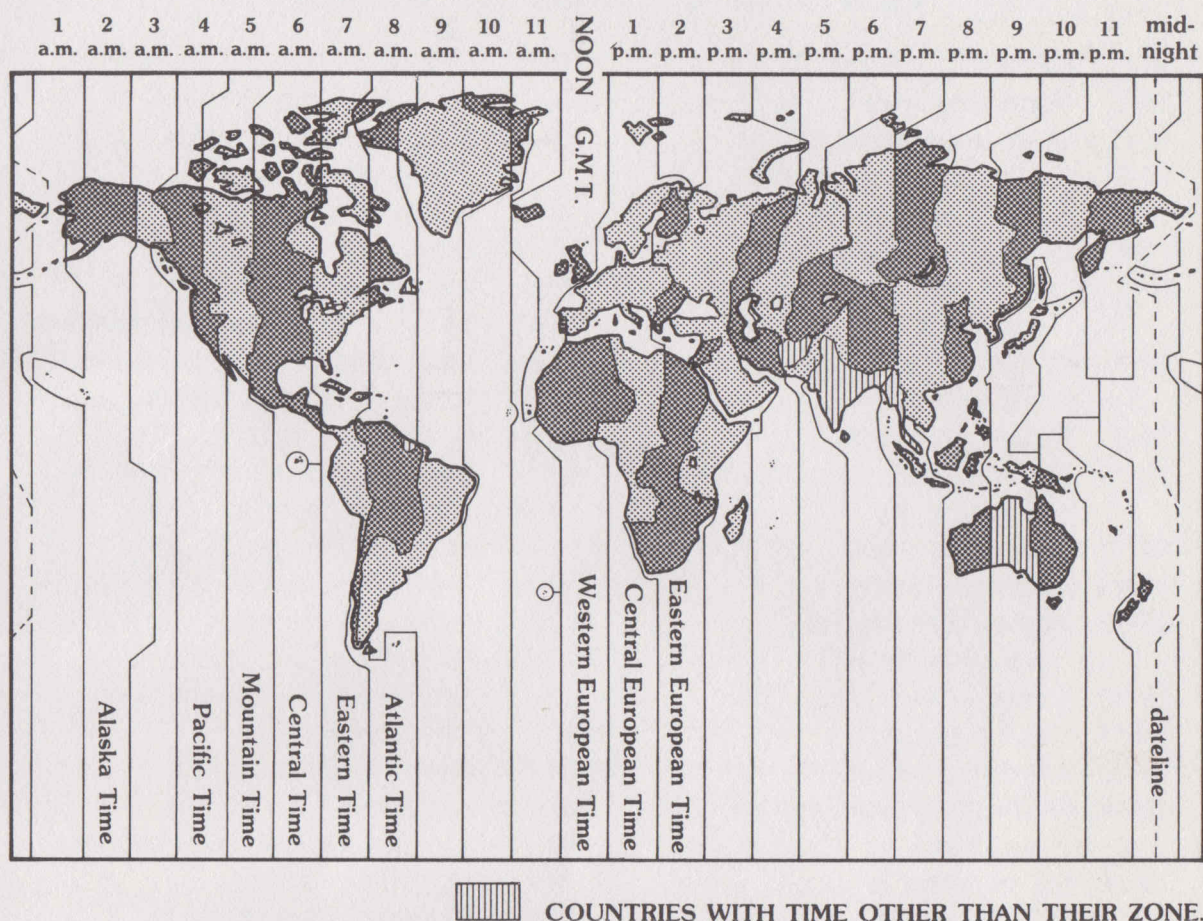 1 a.m.
2 a.m.
3 a.m.
4 a.m.
5 a.m.
6 a.m.
7 a.m.
8 a.m.
9 a.m.
10 a.m.
11 a.m.
NOON G.M.T.
1 p.m.
2 p.m.
3 p.m.
4 p.m.
5 p.m.
6 p.m.
7 p.m.
8 p.m.
9 p.m.
10 p.m.
11 p.m.
mid-
night
Alaska Time
Pacific Time
Mountain Time
Central Time
Eastern Time
Atlantic Time
Western European Time
Central European Time
Eastern European Time
dateline
COUNTRIES WITH TIME OTHER THAN THEIR ZONE